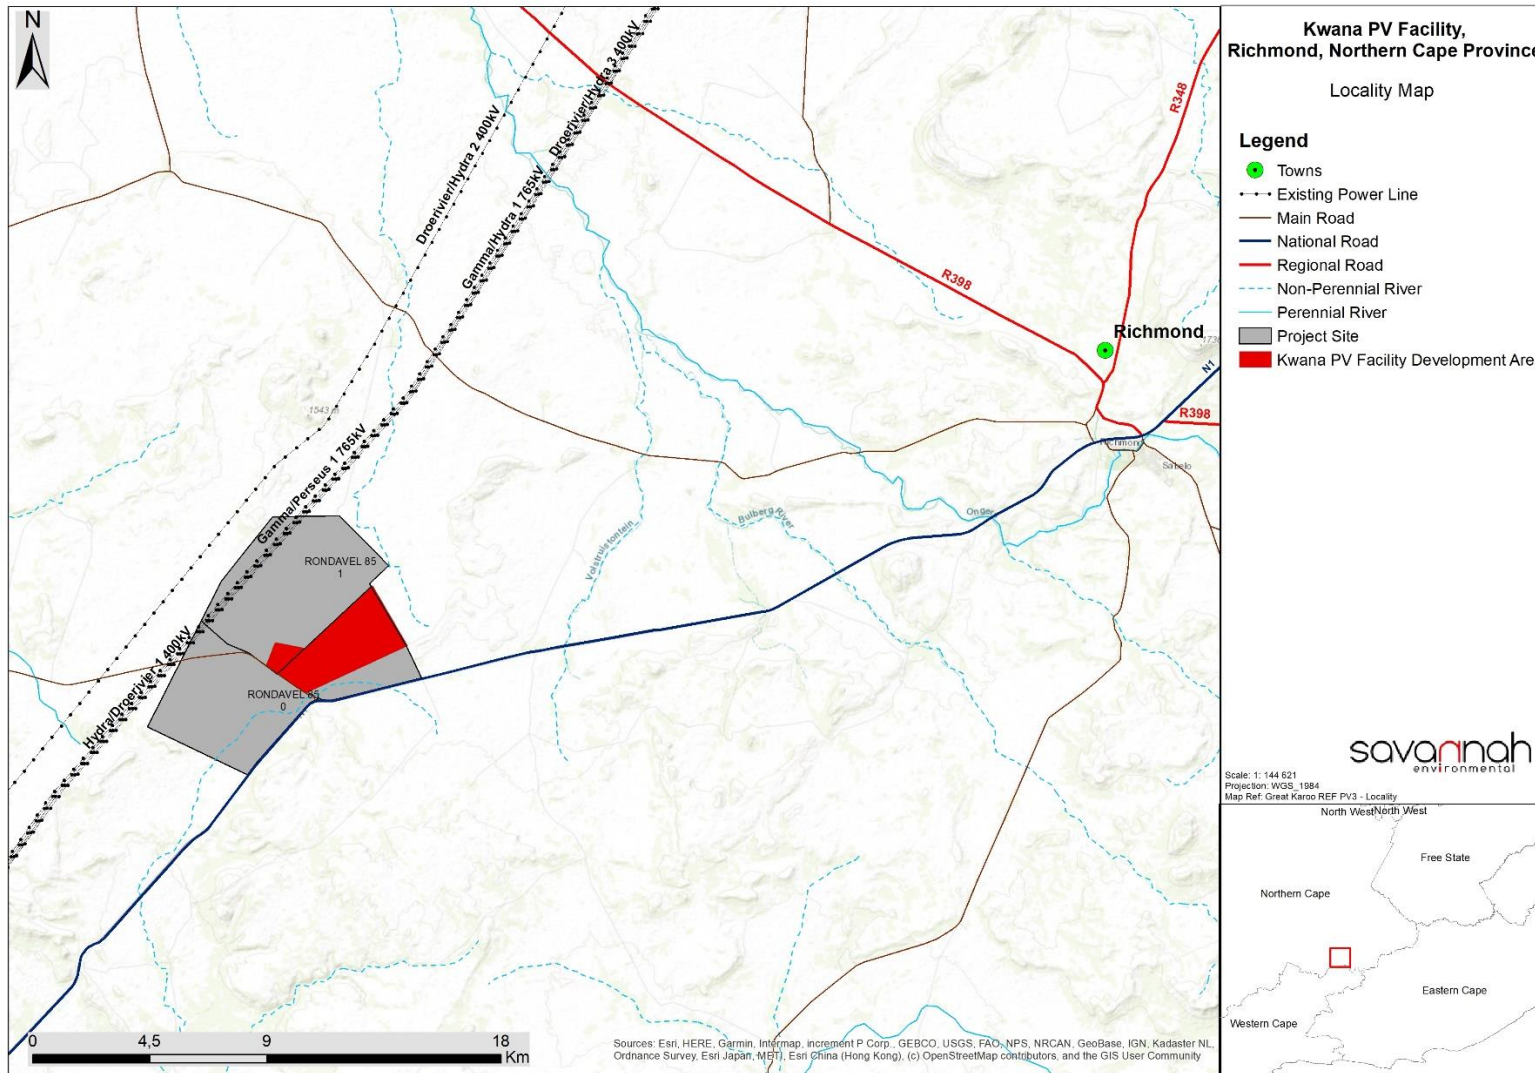 N
Droerivier/Hydra 2 400kV
Droerivier/Hydra 3 400kV
Gamma/Hydra 1 765kV
Gamma/Perseus 1 765kV
Hydra/Droerivier 1 400kV
R348
R398
Richmond
N1
R398
Richmond
Sabelo
Onger
Bulberg River
Volstruisfontein
1543 m
RONDAVEL 85
1
RONDAVEL 85
0
0
4,5
9
18
Km
Sources: Esri, HERE, Garmin, Intermap, increment P Corp., GEBCO, USGS, FAO, NPS, NRCAN, GeoBase, IGN, Kadaster NL,
Ordnance Survey, Esri Japan, METI, Esri China (Hong Kong), (c) OpenStreetMap contributors, and the GIS User Community
Kwana PV Facility,
Richmond, Northern Cape Province
Locality Map
Legend
Towns
Existing Power Line
Main Road
National Road
Regional Road
Non-Perennial River
Perennial River
Project Site
Kwana PV Facility Development Are
savannah
environmental
Scale: 1: 144 621
Projection: WGS_1984
Map Ref: Great Karoo REF PV3 - Locality
North West
North West
Free State
Northern Cape
Eastern Cape
Western Cape